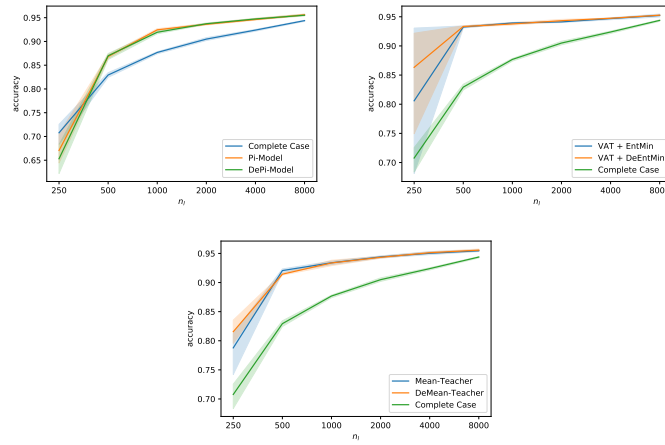 0.95
0.90
0.85
0.80
0.75
0.70
0.65
accuracy
Complete Case
Pi-Model
DePi-Model
250 500 1000 2000 4000 8000
n_l
0.95
0.90
0.85
0.80
0.75
0.70
accuracy
VAT + EntMin
VAT + DeEntMin
Complete Case
250 500 1000 2000 4000 8000
n_l
0.95
0.90
0.85
0.80
0.75
0.70
accuracy
Mean-Teacher
DeMean-Teacher
Complete Case
250 500 1000 2000 4000 8000
n_l